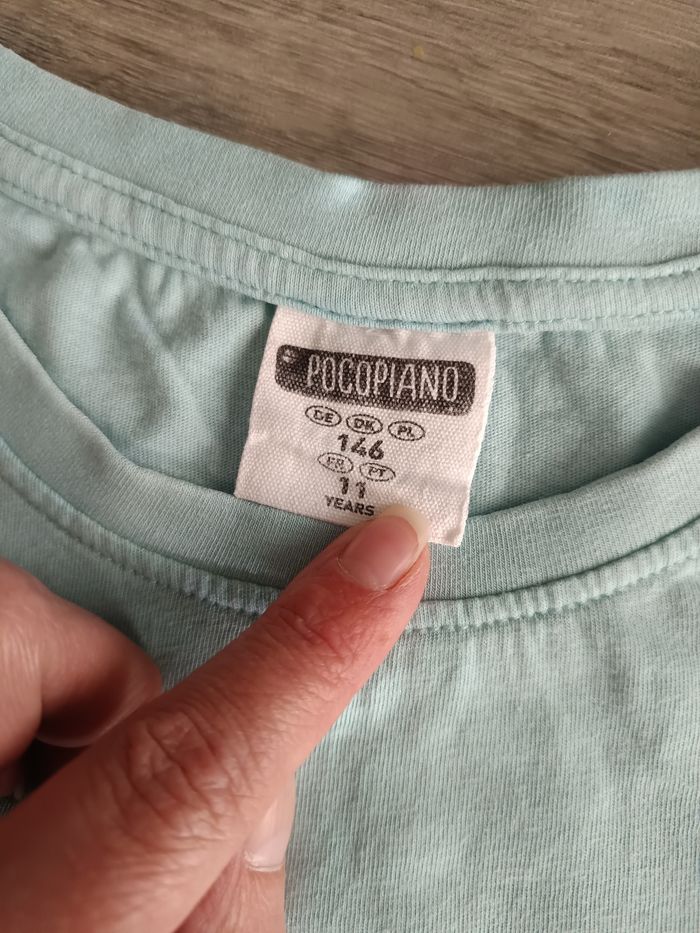 POCOPIANO
DE DK PL
146
FR PT
11
YEARS